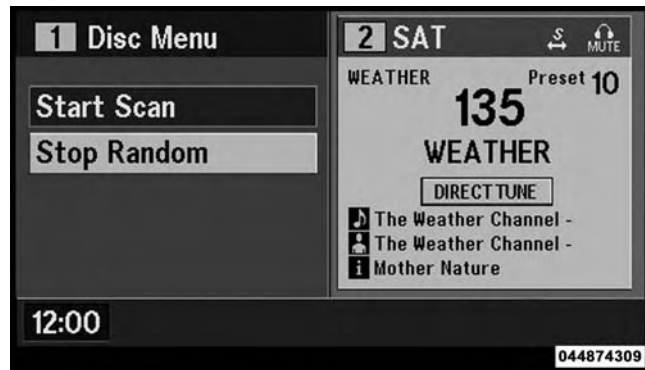 1 Disc Menu
Start Scan
Stop Random
2 SAT
S
MUTE
WEATHER
Preset 10
135
WEATHER
DIRECT TUNE
The Weather Channel -
The Weather Channel -
i Mother Nature
12:00
044874309